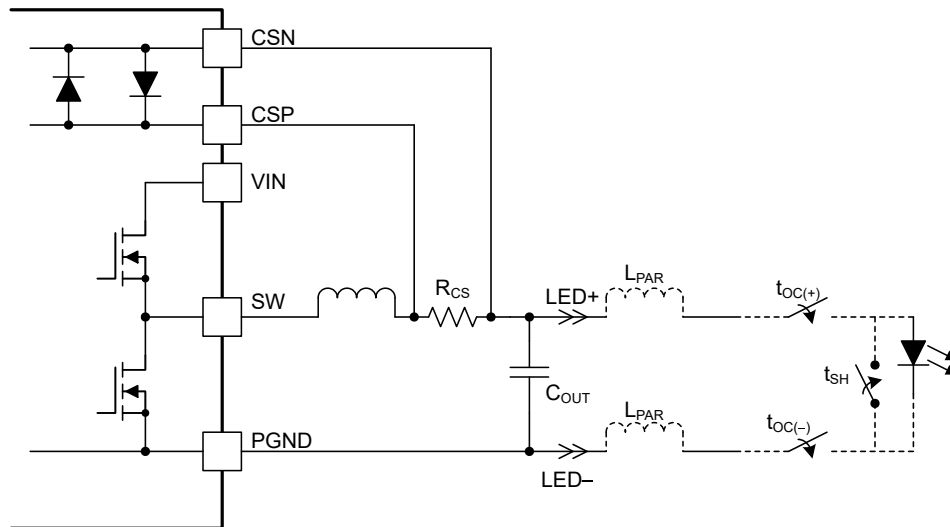 CSN
CSP
VIN
SW
RCS
LED+
LPAR
tOC(+)
COUT
tSH
PGND
LED–
LPAR
tOC(–)